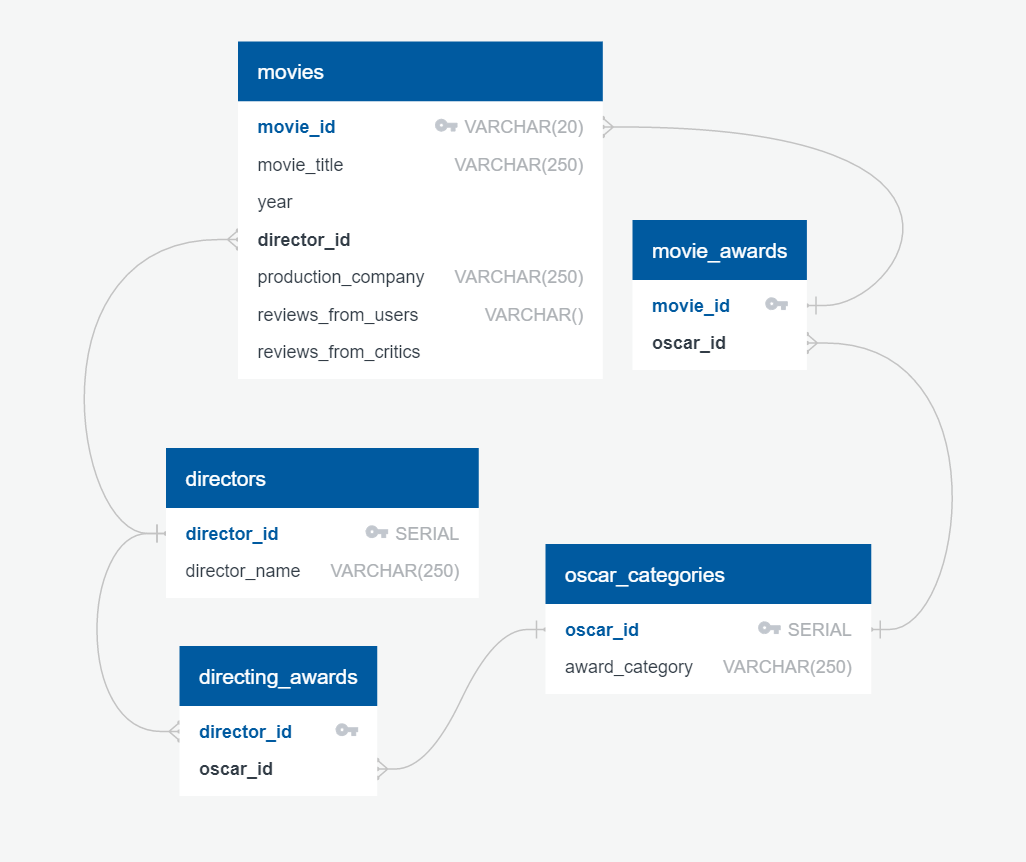 movies
movie_id VARCHAR(20)
movie_title VARCHAR(250)
year
director_id
production_company VARCHAR(250)
reviews_from_users VARCHAR()
reviews_from_critics
movie_awards
movie_id
oscar_id
directors
director_id SERIAL
director_name VARCHAR(250)
oscar_categories
oscar_id SERIAL
award_category VARCHAR(250)
directing_awards
director_id
oscar_id